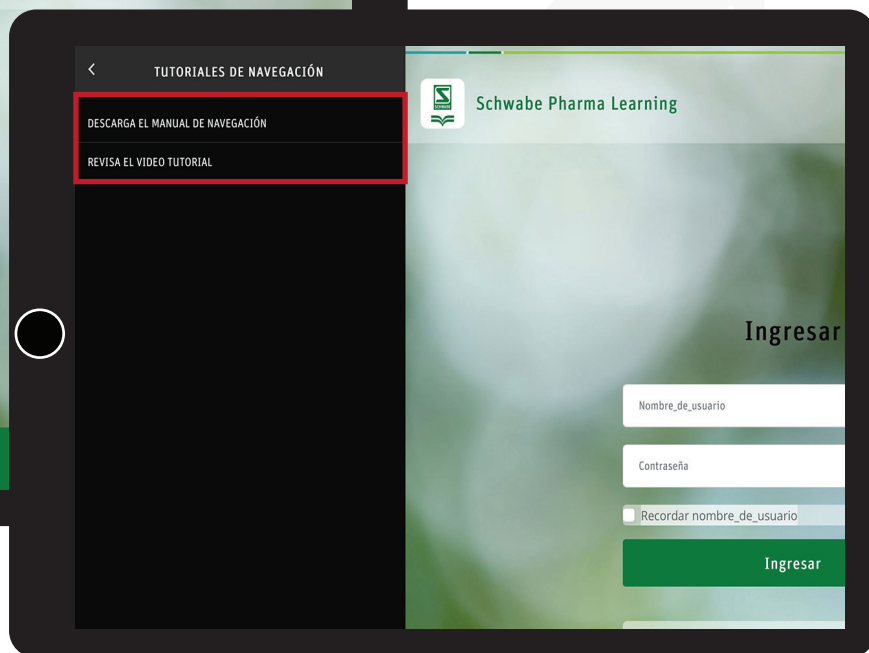 TUTORIALES DE NAVEGACIÓN
DESCARGA EL MANUAL DE NAVEGACIÓN
REVISA EL VIDEO TUTORIAL
SCHWABE
Schwabe Pharma Learning
Ingresar
Nombre_de_usuario
Contraseña
Recordar nombre_de_usuario
Ingresar